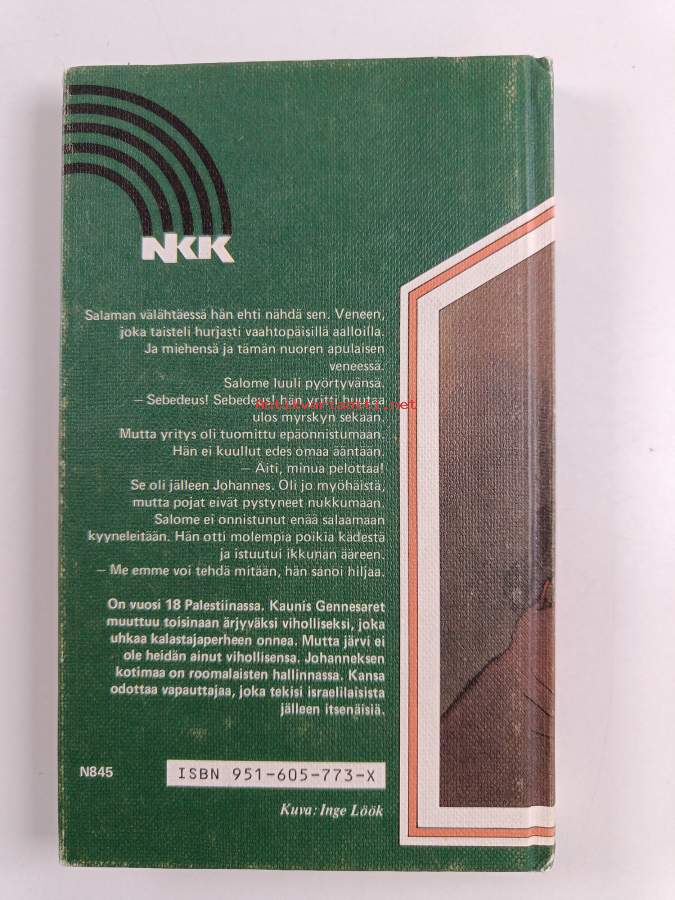 NKK
Salaman välähtäessä hän ehti nähdä sen. Veneen,
joka taisteli hurjasti vaahtopäisillä aalloilla.
Ja miehensä ja tämän nuoren apulaisen
veneessä.
Salome luuli pyörtyvänsä.
– Sebedeus! Sebedeus! hän
Antiitvarisaatti.net
ulos myrskyn sekaan.
Mutta yritys oli tuomittu epäonnistumaan.
Hän ei kuullut edes omaa ääntään.
– Äiti, minua pelottaa!
Se oli jälleen Johannes. Oli jo myöhäistä,
mutta pojat eivät pystyneet nukkumaan.
Salome ei onnistunut enää salaamaan
kyyneleitään. Hän otti molempia poikia kädestä
ja istuutui ikkunan ääreen.
– Me emme voi tehdä mitään, hän sanoi hiljaa.
On vuosi 18 Palestiinassa. Kaunis Gennesaret
muuttuu toisinaan ärjyväksi viholliseksi, joka
uhkaa kalastajaperheen onnea. Mutta järvi ei
ole heidän ainut vihollisensa. Johanneksen
kotimaa on roomalaisten hallinnassa. Kansa
odottaa vapauttajaa, joka tekisi israelilaisista
jälleen itsenäisiä.
N845
ISBN 951-605-773-X
Kuva: Inge Löök